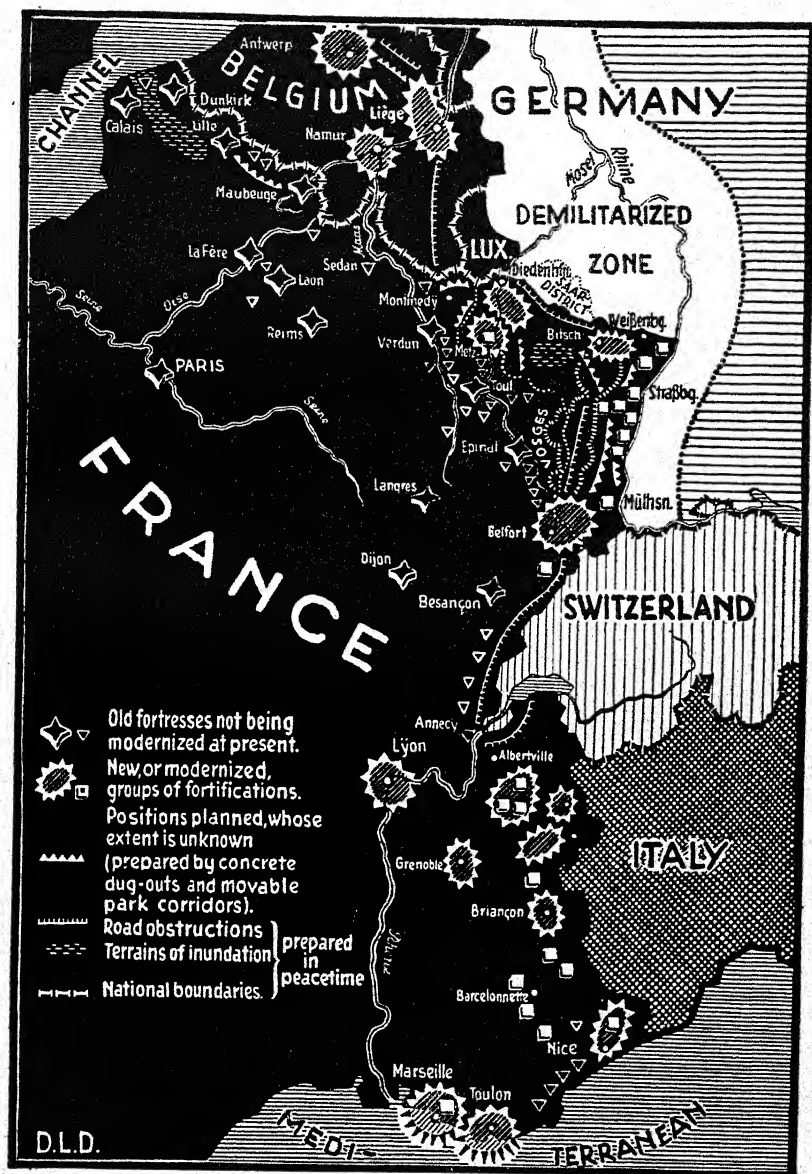 Antwerp
BELGIUM
CHANNEL
GERMANY
Calais
Dunkirk
Lille
Liège
Namur
Maubeuge
Mosel
Rhine
DEMILITARIZED
ZONE
LUX.
Maas
La Fère
Laon
Sedan
Oise
Seine
Montmedy
Diedenhfn.
SAAR-
DISTRICT
Weißenbg.
Reims
Verdun
Metz
Bitsch
PARIS
Toul
Straßbg.
Seine
VOSGES
Epinal
FRANCE
Langres
Mülhsn.
Belfort
Dijon
Besançon
SWITZERLAND
Annecy
Lyon
Albertville
ITALY
Grenoble
Briançon
Barcelonnette
Nice
Marseille
Toulon
MEDI-
TERRANEAN
Old fortresses not being
modernized at present.
New, or modernized,
groups of fortifications.
Positions planned, whose
extent is unknown
(prepared by concrete
dug-outs and movable
park corridors).
Road obstructions
Terrains of inundation
prepared
in
peacetime
National boundaries.
D.L.D.